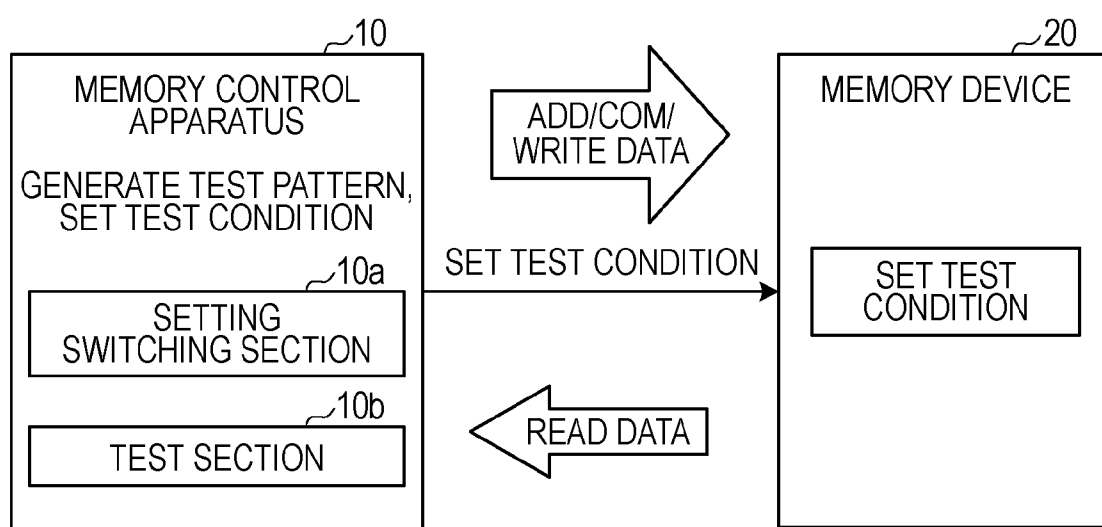 10
MEMORY CONTROL
APPARATUS
GENERATE TEST PATTERN,
SET TEST CONDITION
10a
SETTING
SWITCHING SECTION
10b
TEST SECTION
ADD/COM/
WRITE DATA
SET TEST CONDITION
READ DATA
20
MEMORY DEVICE
SET TEST
CONDITION